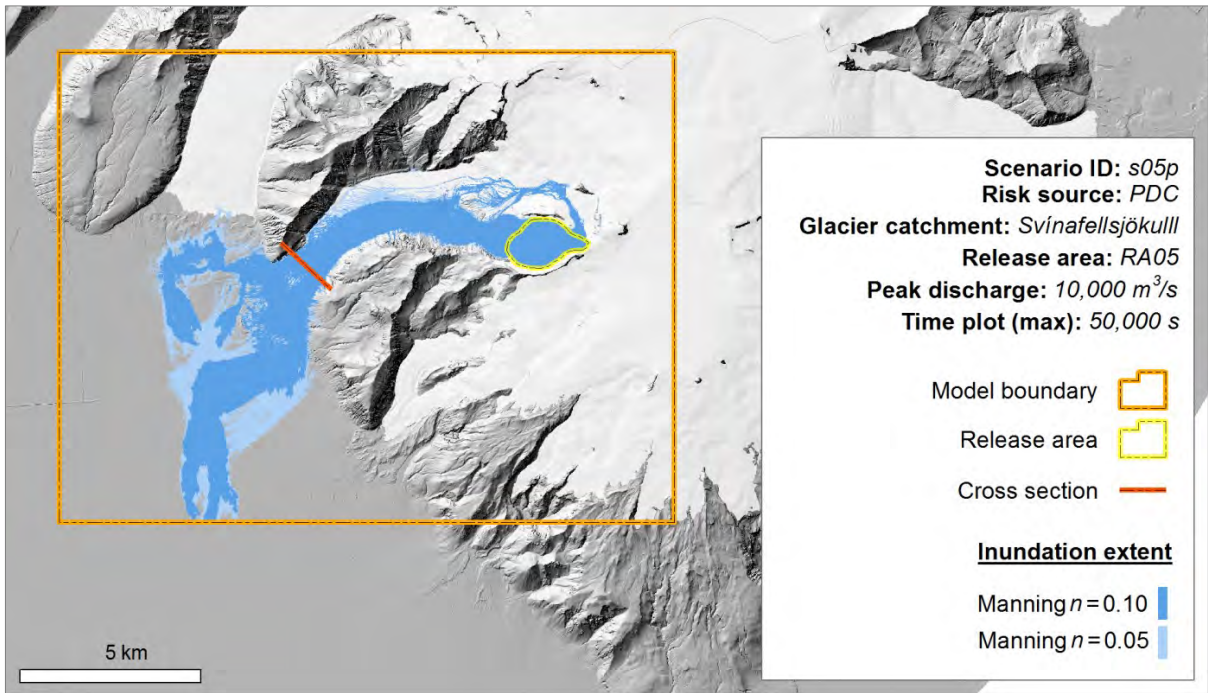 Scenario ID: s05p
Risk source: PDC
Glacier catchment: Svínafellsjökulll
Release area: RA05
Peak discharge: 10,000 m³/s
Time plot (max): 50,000 s
Model boundary
Release area
Cross section
Inundation extent
Manning n=0.10
Manning n=0.05
5 km